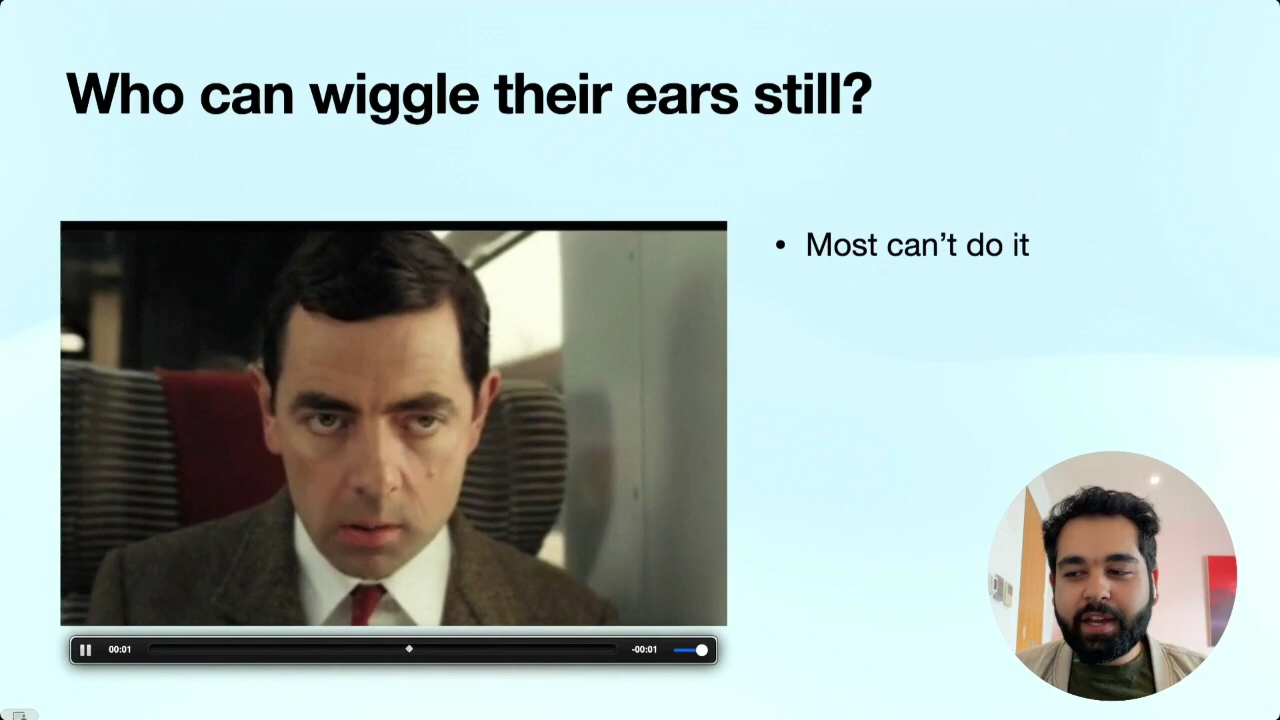 Who can wiggle their ears still?
• Most can’t do it
00:01
-00:01